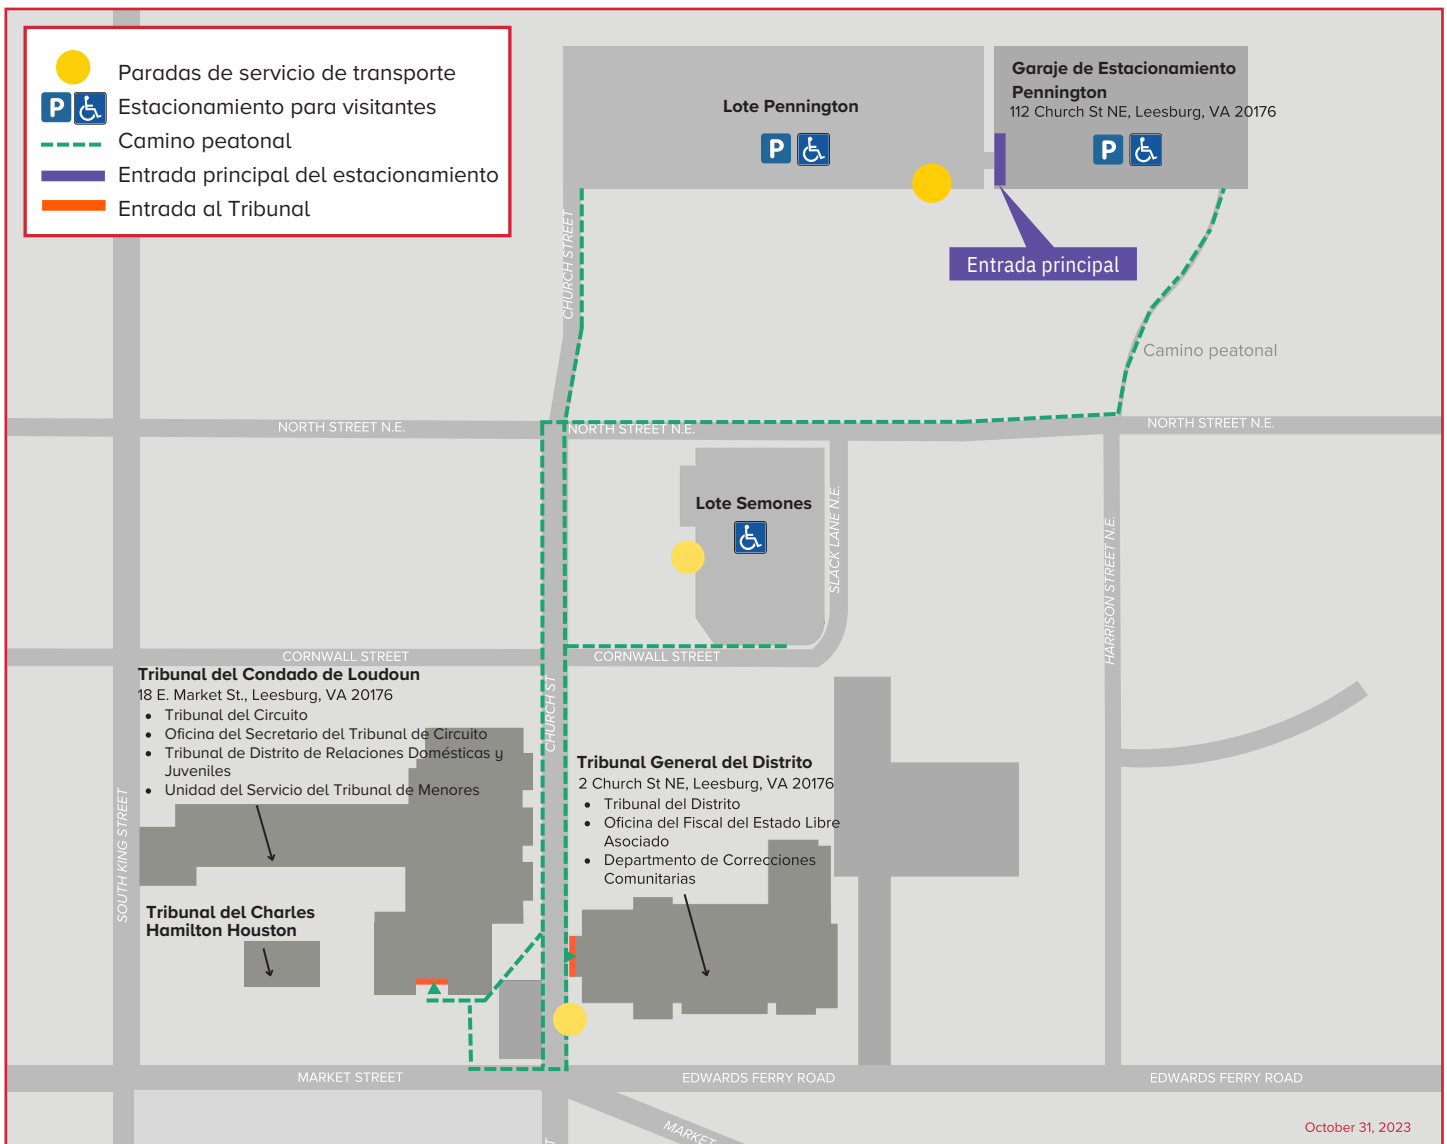 Paradas de servicio de transporte
P
Estacionamiento para visitantes
Camino peatonal
Entrada principal del estacionamiento
Entrada al Tribunal
Lote Pennington
P
Garaje de Estacionamiento
Pennington
112 Church St NE, Leesburg, VA 20176
P
CHURCH STREET
Entrada principal
Camino peatonal
NORTH STREET N.E.
NORTH STREET N.E.
NORTH STREET N.E.
Lote Semones
SLACK LANE N.E.
HARRISON STREET N.E.
CORNWALL STREET
CORNWALL STREET
Tribunal del Condado de Loudoun
18 E. Market St., Leesburg, VA 20176
• Tribunal del Circuito
• Oficina del Secretario del Tribunal de Circuito
• Tribunal de Distrito de Relaciones Domésticas y
Juveniles
• Unidad del Servicio del Tribunal de Menores
CHURCH ST
Tribunal General del Distrito
2 Church St NE, Leesburg, VA 20176
• Tribunal del Distrito
• Oficina del Fiscal del Estado Libre
Asociado
• Departmento de Correcciones
Comunitarias
SOUTH KING STREET
Tribunal del Charles
Hamilton Houston
MARKET STREET
EDWARDS FERRY ROAD
EDWARDS FERRY ROAD
MARKET
October 31, 2023